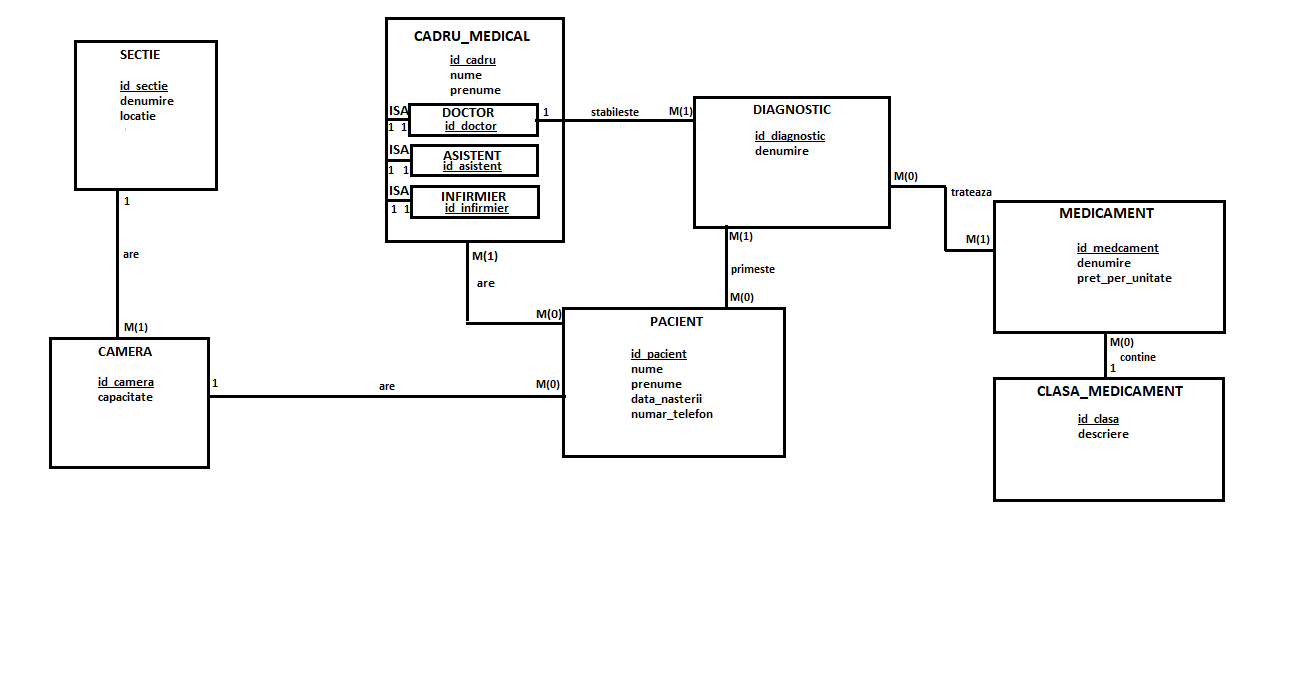 SECTIE
id_sectie
denumire
locatie
1
are
M(1)
CAMERA
id_camera
capacitate
1
are
M(0)
CADRU_MEDICAL
id_cadru
nume
prenume
ISA
1 1
DOCTOR
id_doctor
1
stabileste
M(1)
ISA
1 1
ASISTENT
id_asistent
ISA
1 1
INFIRMIER
id_infirmier
M(1)
are
M(0)
PACIENT
id_pacient
nume
prenume
data_nasterii
numar_telefon
DIAGNOSTIC
id_diagnostic
denumire
M(1)
primeste
M(0)
M(0)
trateaza
M(1)
MEDICAMENT
id_medcament
denumire
pret_per_unitate
M(0)
contine
1
CLASA_MEDICAMENT
id_clasa
descriere